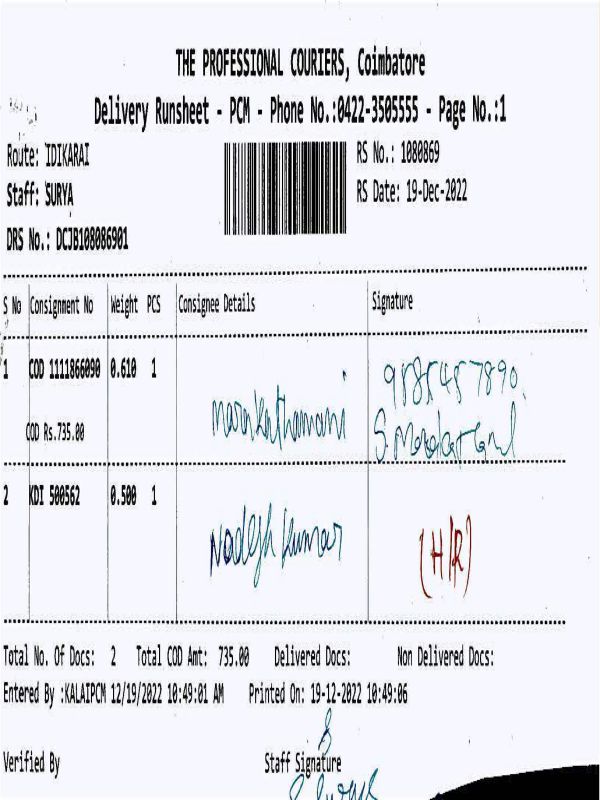 THE PROFESSIONAL COURIERS, Coimbatore
Delivery Runsheet - PCM - Phone No.:0422-3505555 - Page No.:1
Route: IDIKARAI
RS No.: 1080869
Staff: SURYA
RS Date: 19-Dec-2022
DRS No.: DCJB108086901
S No Consignment No Weight PCS Consignee Details Signature
1 COD 1111866090 0.610 1
COD Rs.735.00
marakathamani
2 KDI 500562 0.500 1
kumar
(H/R)
Total No. Of Docs: 2 Total COD Amt: 735.00 Delivered Docs: Non Delivered Docs:
Entered By :KALAIPCM 12/19/2022 10:49:01 AM Printed On: 19-12-2022 10:49:06
Verified By Staff Signature